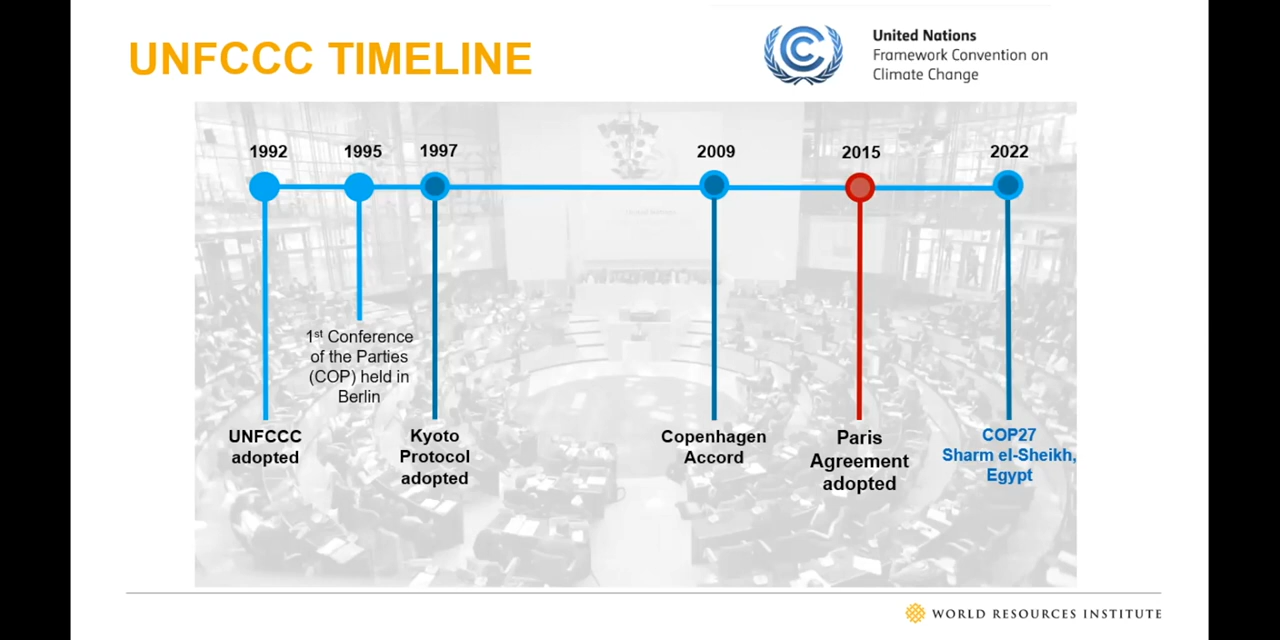 UNFCCC TIMELINE
United Nations
Framework Convention on
Climate Change
1992
1995
1997
2009
2015
2022
1st Conference
of the Parties
(COP) held in
Berlin
UNFCCC
adopted
Kyoto
Protocol
adopted
Copenhagen
Accord
Paris
Agreement
adopted
COP27
Sharm el-Sheikh,
Egypt
WORLD RESOURCES INSTITUTE